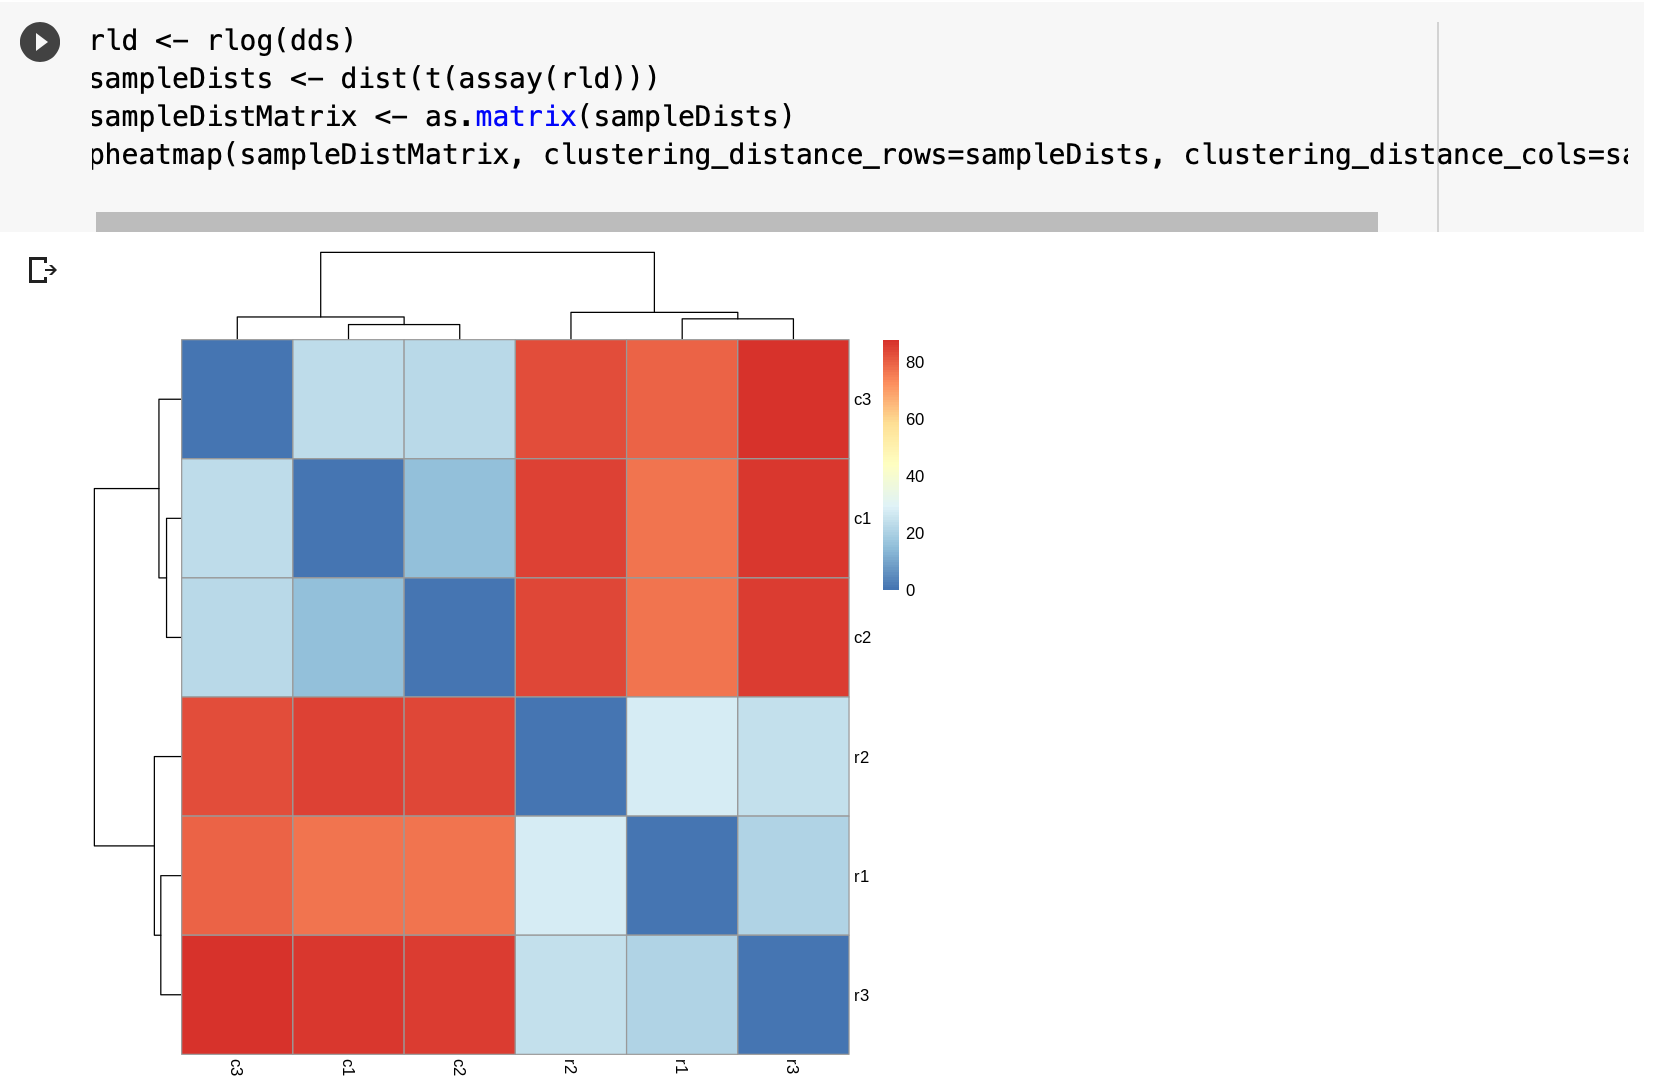 rld <- rlog(dds)
sampleDists <- dist(t(assay(rld)))
sampleDistMatrix <- as.matrix(sampleDists)
pheatmap(sampleDistMatrix, clustering_distance_rows=sampleDists, clustering_distance_cols=sa
80
60
40
20
0
c3
c1
c2
r2
r1
r3
c3
c1
c2
r2
r1
r3